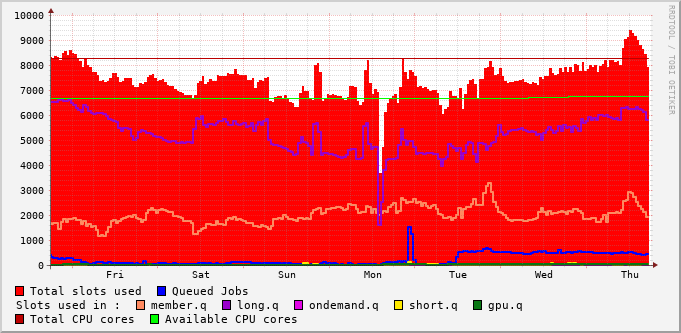 10000
9000
8000
7000
6000
5000
4000
3000
2000
1000
0
Fri Sat Sun Mon Tue Wed Thu
RRDTOOL / TOBI OETIKER
Total slots used Queued Jobs
Slots used in : member.q long.q ondemand.q short.q gpu.q
Total CPU cores Available CPU cores